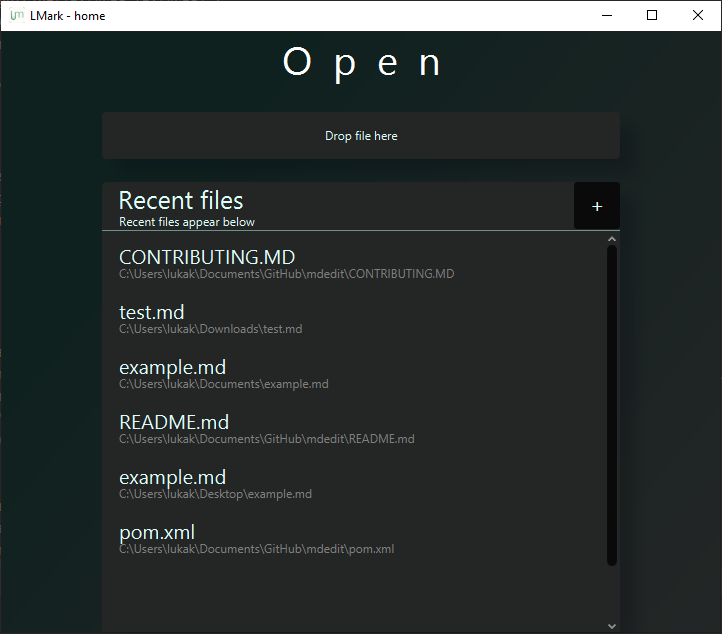 LMark - home
Open
Drop file here
Recent files
+
Recent files appear below
CONTRIBUTING.MD
C:\Users\lukak\Documents\GitHub\mdedit\CONTRIBUTING.MD
test.md
C:\Users\lukak\Downloads\test.md
example.md
C:\Users\lukak\Documents\example.md
README.md
C:\Users\lukak\Documents\GitHub\mdedit\README.md
example.md
C:\Users\lukak\Desktop\example.md
pom.xml
C:\Users\lukak\Documents\GitHub\mdedit\pom.xml